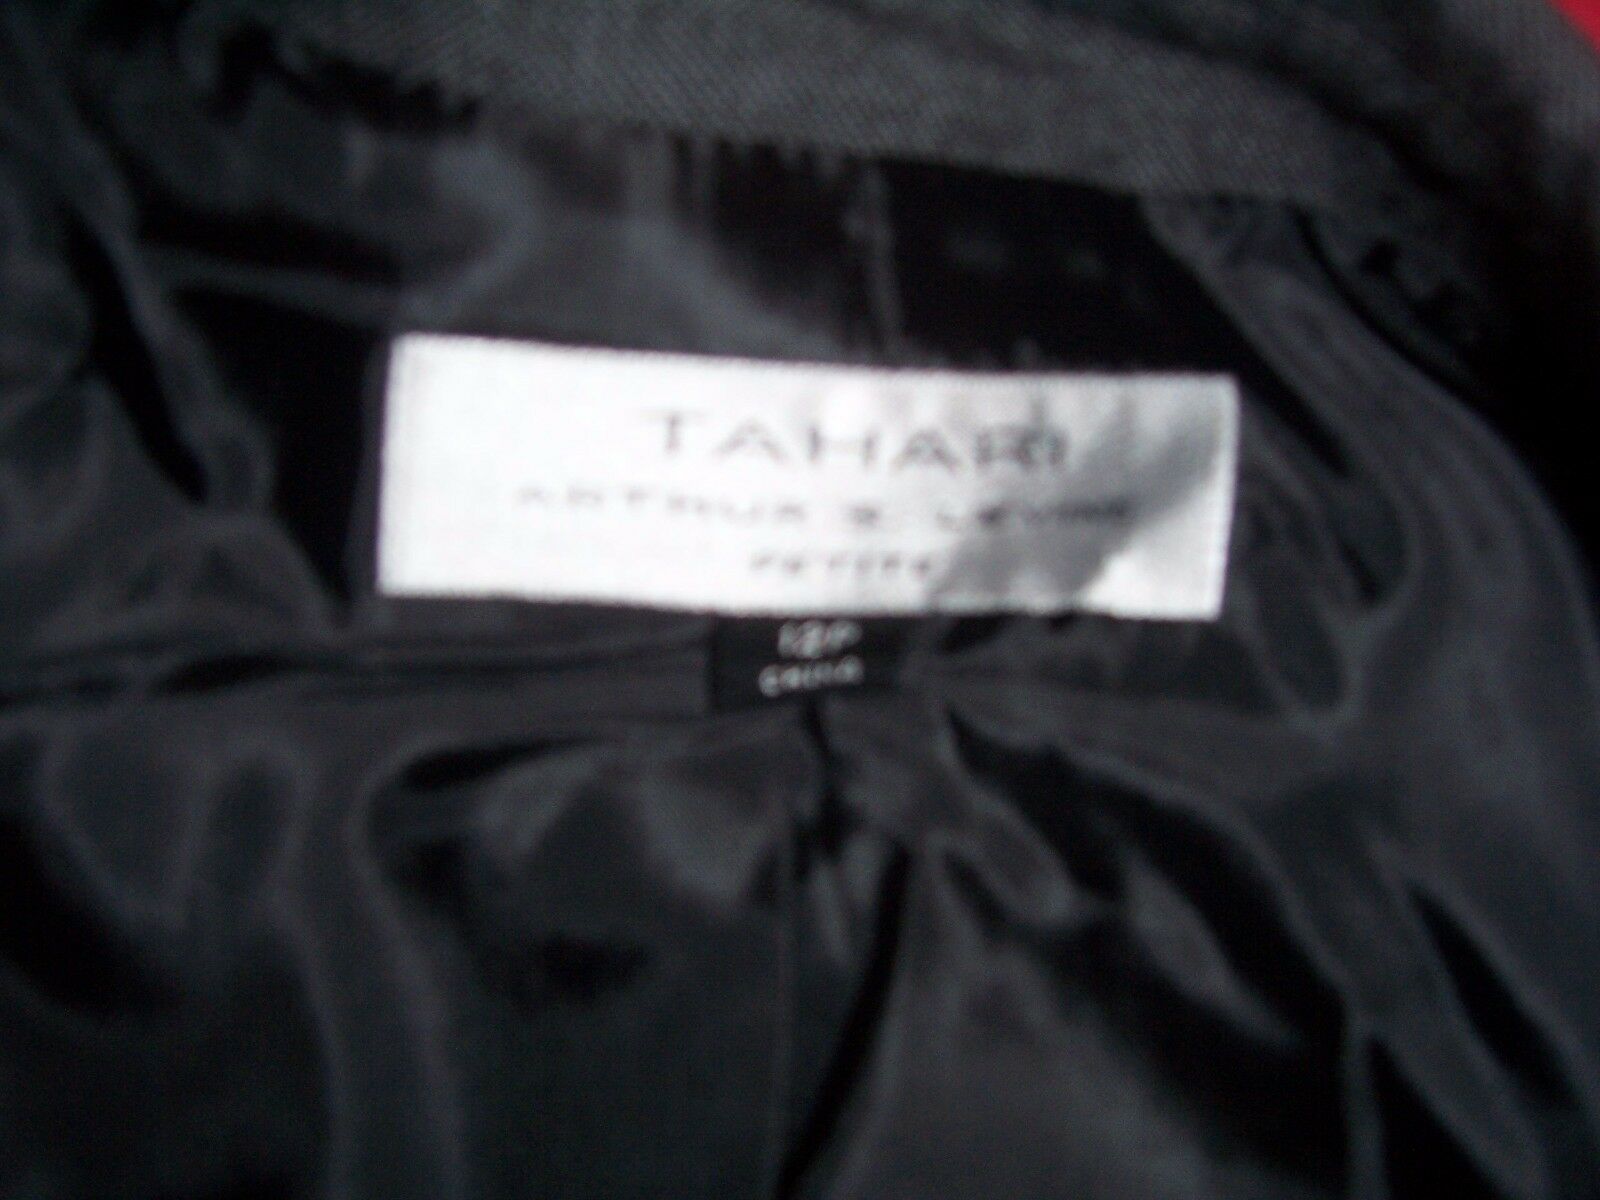 TAHARI
ARTHUR S. LEVINE
PETITE
12P
CHINA